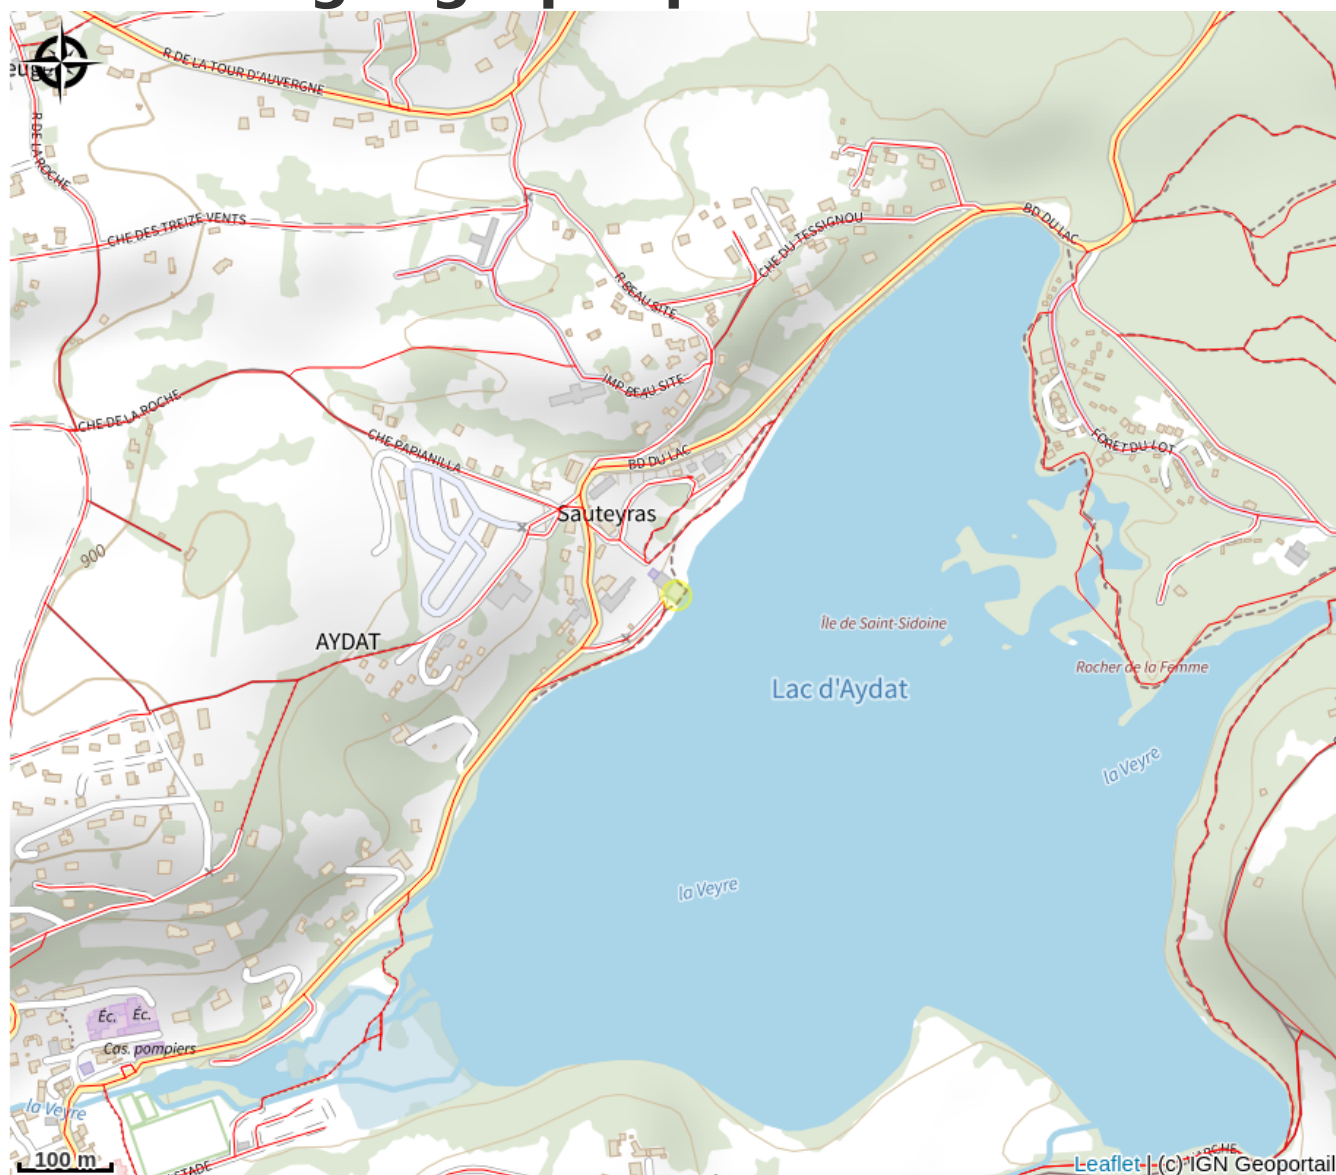 R DE LA TOUR D'AUVERGNE
R DE LA ROCHE
CHE DES TREIZE VENTS
CHE DU TESSIGNOU
BD DU LAC
R BEAU SITE
IMP BEAU SITE
CHE DE LA ROCHE
CHE PAPIANILLA
BD DU LAC
FORET DU LOT
Sauteyras
900
AYDAT
Île de Saint-Sidoine
Rocher de la Femme
Lac d'Aydat
la Veyre
la Veyre
Éc.
Éc.
Cas. pompiers
la Veyre
100 m
STADE
Leaflet | (c) IGN Geoportail